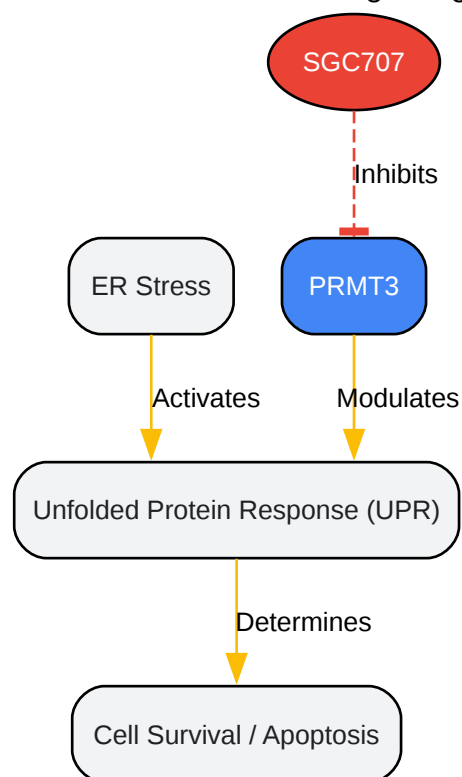 SGC707
Inhibits
ER Stress
PRMT3
Activates
Modulates
Unfolded Protein Response (UPR)
Determines
Cell Survival / Apoptosis